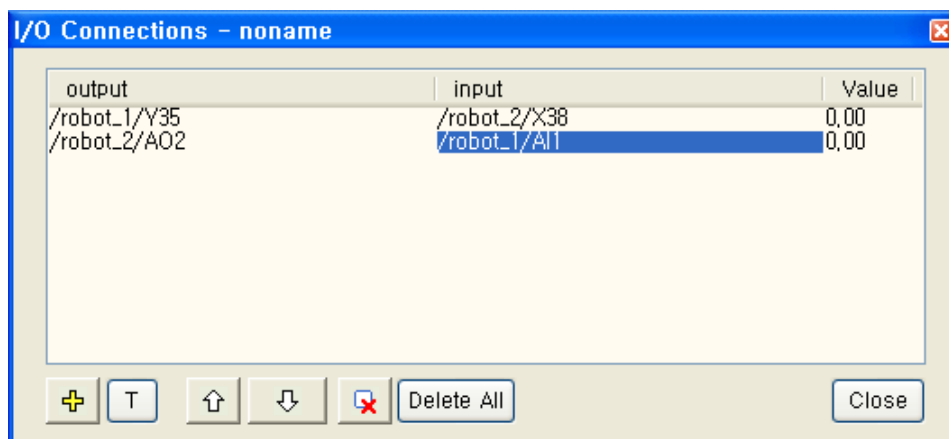 I/O Connections - noname
output input Value
/robot_1/Y35 /robot_2/X38 0,00
/robot_2/AO2 /robot_1/AI1 0,00
T Delete All Close